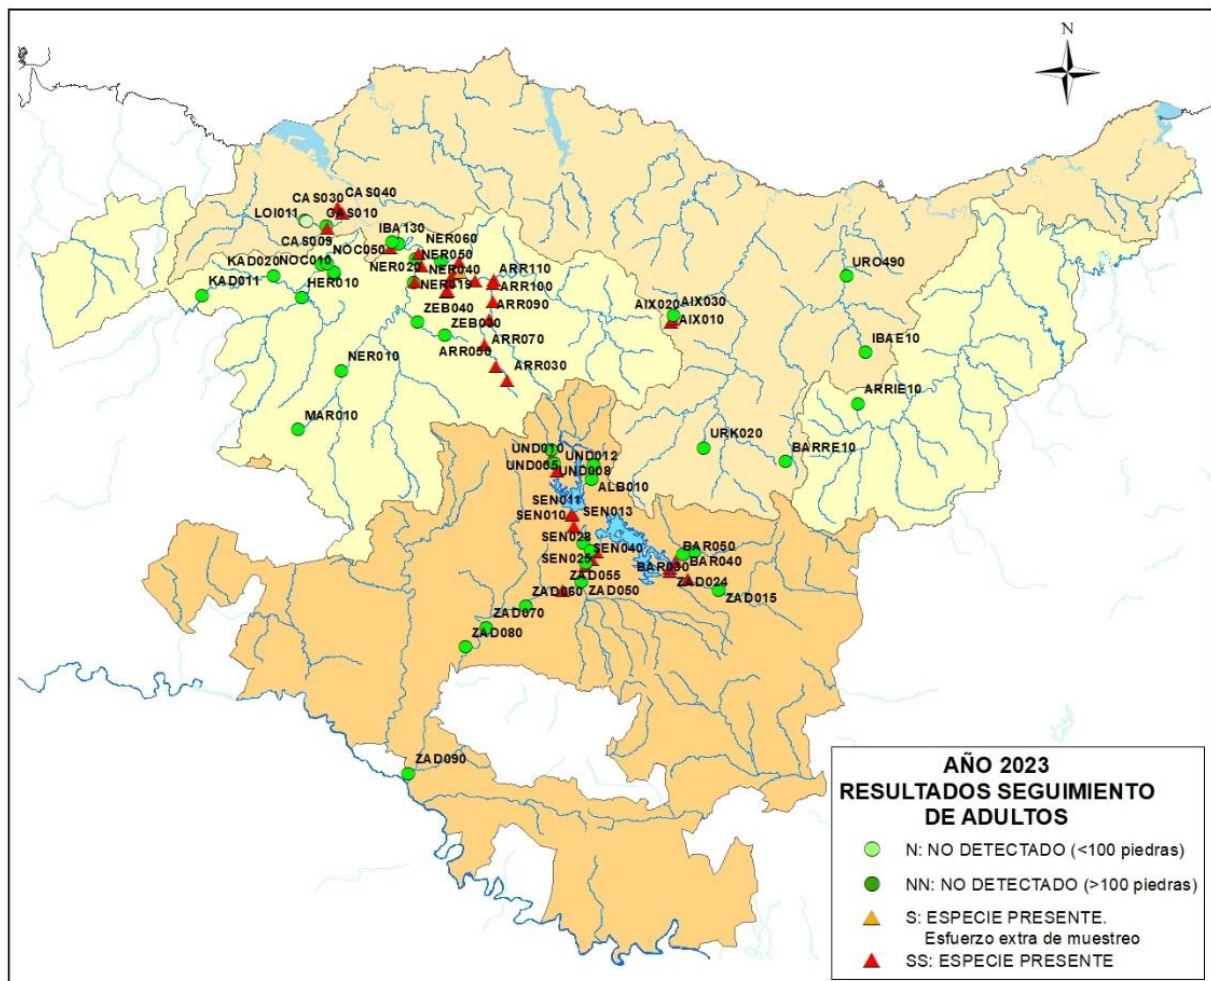 N
CAS040
CAS030
LOI011
CAS010
CAS009
IBA130
NOC050
NER060
NER050
KAD020
NOC010
NER020
NER040
ARR110
KAD011
HER010
NER019
ARR100
ARR090
ZEB040
ZEB030
ARR070
ARR050
ARR030
NER010
MAR010
URO490
AIX020
AIX030
AIX010
IBAE10
ARRIE10
URK020
BARRE10
UND010
UND012
UND005
UND008
ALB010
SEN011
SEN010
SEN013
SEN028
SEN040
SEN025
BAR050
BAR040
BAR030
ZAD024
ZAD015
ZAD055
ZAD060
ZAD050
ZAD070
ZAD080
ZAD090
AÑO 2023
RESULTADOS SEGUIMIENTO
DE ADULTOS
N: NO DETECTADO (<100 piedras)
NN: NO DETECTADO (>100 piedras)
S: ESPECIE PRESENTE.
Esfuerzo extra de muestreo
SS: ESPECIE PRESENTE